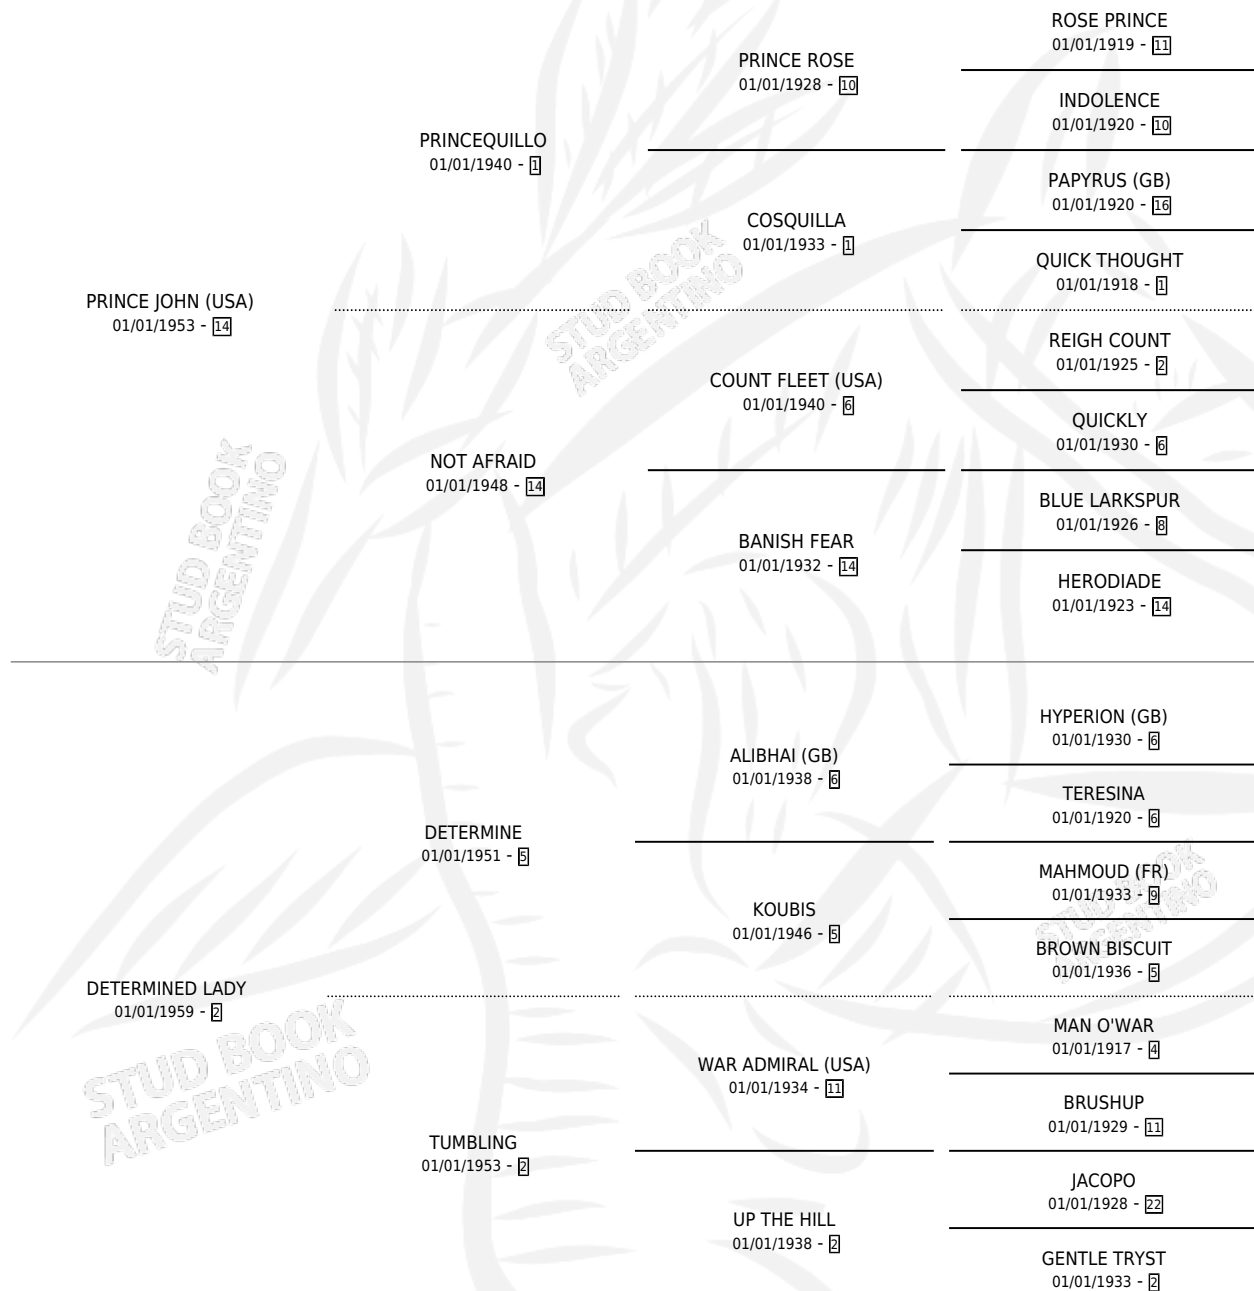 ROSE PRINCE
01/01/1919 - 11
PRINCE ROSE
01/01/1928 - 10
INDOLENCE
01/01/1920 - 10
PRINCEQUILLO
01/01/1940 - 1
PAPYRUS (GB)
01/01/1920 - 16
COSQUILLA
01/01/1933 - 1
QUICK THOUGHT
01/01/1918 - 1
PRINCE JOHN (USA)
01/01/1953 - 14
REIGH COUNT
01/01/1925 - 2
COUNT FLEET (USA)
01/01/1940 - 6
QUICKLY
01/01/1930 - 6
NOT AFRAID
01/01/1948 - 14
BLUE LARKSPUR
01/01/1926 - 8
BANISH FEAR
01/01/1932 - 14
HERODIADE
01/01/1923 - 14
HYPERION (GB)
01/01/1930 - 6
ALIBHAI (GB)
01/01/1938 - 6
TERESINA
01/01/1920 - 6
DETERMINE
01/01/1951 - 5
MAHMOUD (FR)
01/01/1933 - 9
KOUBIS
01/01/1946 - 5
BROWN BISCUIT
01/01/1936 - 5
DETERMINED LADY
01/01/1959 - 2
MAN O'WAR
01/01/1917 - 4
WAR ADMIRAL (USA)
01/01/1934 - 11
BRUSHUP
01/01/1929 - 11
TUMBLING
01/01/1953 - 2
JACOPO
01/01/1928 - 22
UP THE HILL
01/01/1938 - 2
GENTLE TRYST
01/01/1933 - 2
STUD BOOK
ARGENTINO
STUD BOOK
ARGENTINO
STUD BOOK
ARGENTINO
STUD BOOK
ARGENTINO